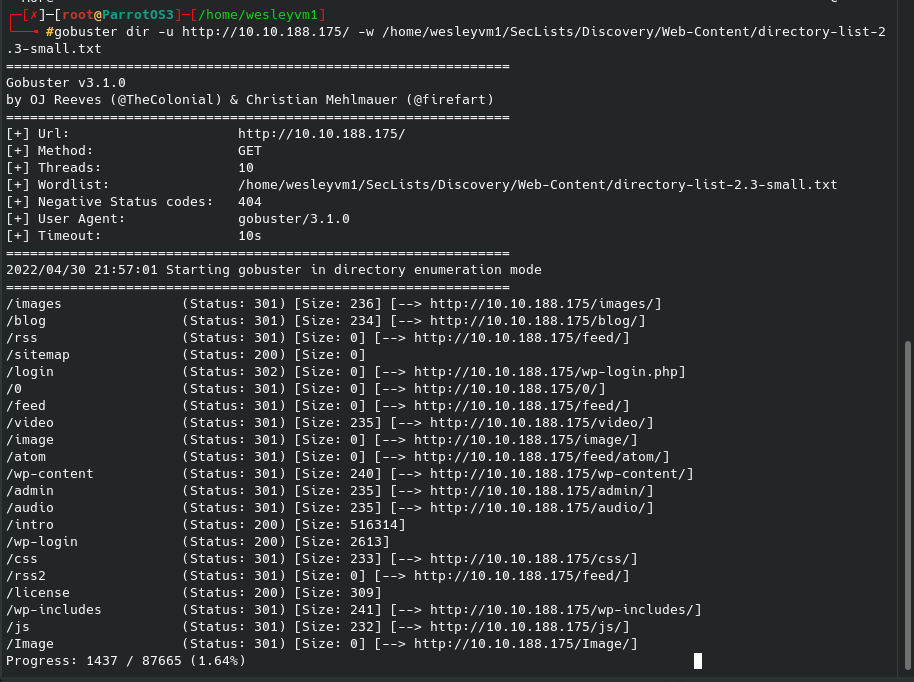 ┌─[✗]─[root@ParrotOS3]─[/home/wesleyvm1]
└──╼ #gobuster dir -u http://10.10.188.175/ -w /home/wesleyvm1/SecLists/Discovery/Web-Content/directory-list-2
.3-small.txt
===============================================================
Gobuster v3.1.0
by OJ Reeves (@TheColonial) & Christian Mehlmauer (@firefart)
===============================================================
[+] Url:                     http://10.10.188.175/
[+] Method:                  GET
[+] Threads:                 10
[+] Wordlist:                /home/wesleyvm1/SecLists/Discovery/Web-Content/directory-list-2.3-small.txt
[+] Negative Status codes:   404
[+] User Agent:              gobuster/3.1.0
[+] Timeout:                 10s
===============================================================
2022/04/30 21:57:01 Starting gobuster in directory enumeration mode
===============================================================
/images               (Status: 301) [Size: 236] [--> http://10.10.188.175/images/]
/blog                 (Status: 301) [Size: 234] [--> http://10.10.188.175/blog/]
/rss                  (Status: 301) [Size: 0] [--> http://10.10.188.175/feed/]
/sitemap              (Status: 200) [Size: 0]
/login                (Status: 302) [Size: 0] [--> http://10.10.188.175/wp-login.php]
/0                    (Status: 301) [Size: 0] [--> http://10.10.188.175/0/]
/feed                 (Status: 301) [Size: 0] [--> http://10.10.188.175/feed/]
/video                (Status: 301) [Size: 235] [--> http://10.10.188.175/video/]
/image                (Status: 301) [Size: 0] [--> http://10.10.188.175/image/]
/atom                 (Status: 301) [Size: 0] [--> http://10.10.188.175/feed/atom/]
/wp-content           (Status: 301) [Size: 240] [--> http://10.10.188.175/wp-content/]
/admin                (Status: 301) [Size: 235] [--> http://10.10.188.175/admin/]
/audio                (Status: 301) [Size: 235] [--> http://10.10.188.175/audio/]
/intro                (Status: 200) [Size: 516314]
/wp-login             (Status: 200) [Size: 2613]
/css                  (Status: 301) [Size: 233] [--> http://10.10.188.175/css/]
/rss2                 (Status: 301) [Size: 0] [--> http://10.10.188.175/feed/]
/license              (Status: 200) [Size: 309]
/wp-includes          (Status: 301) [Size: 241] [--> http://10.10.188.175/wp-includes/]
/js                   (Status: 301) [Size: 232] [--> http://10.10.188.175/js/]
/Image                (Status: 301) [Size: 0] [--> http://10.10.188.175/Image/]
Progress: 1437 / 87665 (1.64%)